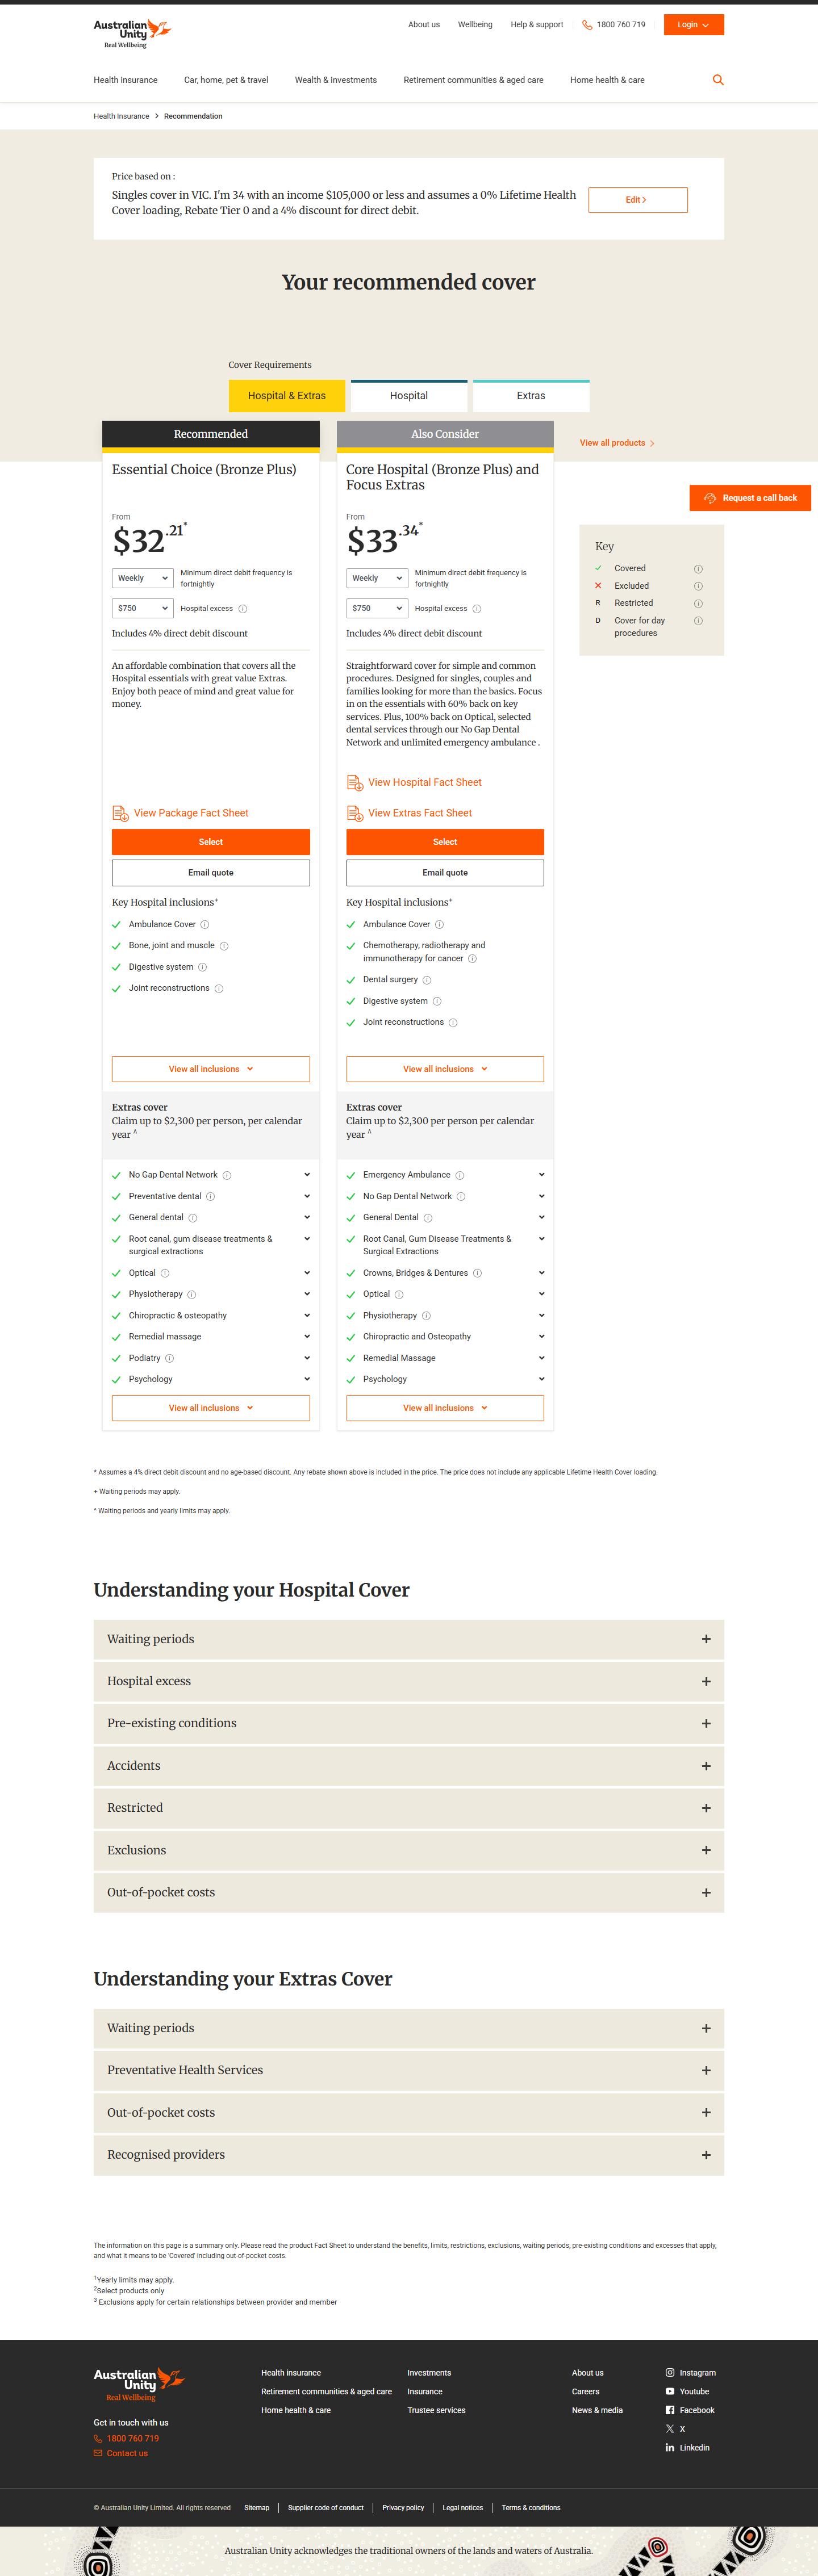 Australian
Unity
Real Wellbeing
About us
Wellbeing
Help & support
1800 760 719
Login
Health insurance
Car, home, pet & travel
Wealth & investments
Retirement communities & aged care
Home health & care
Health Insurance > Recommendation
Price based on :
Singles cover in VIC. I'm 34 with an income $105,000 or less and assumes a 0% Lifetime Health
Cover loading, Rebate Tier 0 and a 4% discount for direct debit.
Edit
Your recommended cover
Cover Requirements
Hospital & Extras
Hospital
Extras
View all products
Request a call back
Recommended
Essential Choice (Bronze Plus)
From
$32.21*
Weekly
Minimum direct debit frequency is
fortnightly
$750
Hospital excess
Includes 4% direct debit discount
An affordable combination that covers all the
Hospital essentials with great value Extras.
Enjoy both peace of mind and great value for
money.
View Package Fact Sheet
Select
Email quote
Key Hospital inclusions+
Ambulance Cover
Bone, joint and muscle
Digestive system
Joint reconstructions
View all inclusions
Extras cover
Claim up to $2,300 per person, per calendar
year ^
No Gap Dental Network
Preventative dental
General dental
Root canal, gum disease treatments &
surgical extractions
Optical
Physiotherapy
Chiropractic & osteopathy
Remedial massage
Podiatry
Psychology
View all inclusions
Also Consider
Core Hospital (Bronze Plus) and
Focus Extras
From
$33.34*
Weekly
Minimum direct debit frequency is
fortnightly
$750
Hospital excess
Includes 4% direct debit discount
Straightforward cover for simple and common
procedures. Designed for singles, couples and
families looking for more than the basics. Focus
in on the essentials with 60% back on key
services. Plus, 100% back on Optical, selected
dental services through our No Gap Dental
Network and unlimited emergency ambulance .
View Hospital Fact Sheet
View Extras Fact Sheet
Select
Email quote
Key Hospital inclusions+
Ambulance Cover
Chemotherapy, radiotherapy and
immunotherapy for cancer
Dental surgery
Digestive system
Joint reconstructions
View all inclusions
Extras cover
Claim up to $2,300 per person per calendar
year ^
Emergency Ambulance
No Gap Dental Network
General Dental
Root Canal, Gum Disease Treatments &
Surgical Extractions
Crowns, Bridges & Dentures
Optical
Physiotherapy
Chiropractic and Osteopathy
Remedial Massage
Psychology
View all inclusions
Key
Covered
Excluded
R Restricted
D Cover for day
procedures
* Assumes a 4% direct debit discount and no age-based discount. Any rebate shown above is included in the price. The price does not include any applicable Lifetime Health Cover loading.
+ Waiting periods may apply.
^ Waiting periods and yearly limits may apply.
Understanding your Hospital Cover
Waiting periods
Hospital excess
Pre-existing conditions
Accidents
Restricted
Exclusions
Out-of-pocket costs
Understanding your Extras Cover
Waiting periods
Preventative Health Services
Out-of-pocket costs
Recognised providers
The information on this page is a summary only. Please read the product Fact Sheet to understand the benefits, limits, restrictions, exclusions, waiting periods, pre-existing conditions and excesses that apply,
and what it means to be 'Covered' including out-of-pocket costs.
1Yearly limits may apply.
2Select products only
3 Exclusions apply for certain relationships between provider and member
Australian
Unity
Real Wellbeing
Get in touch with us
1800 760 719
Contact us
Health insurance
Retirement communities & aged care
Home health & care
Investments
Insurance
Trustee services
About us
Careers
News & media
Instagram
Youtube
Facebook
X
Linkedin
© Australian Unity Limited. All rights reserved
Sitemap
Supplier code of conduct
Privacy policy
Legal notices
Terms & conditions
Australian Unity acknowledges the traditional owners of the lands and waters of Australia.